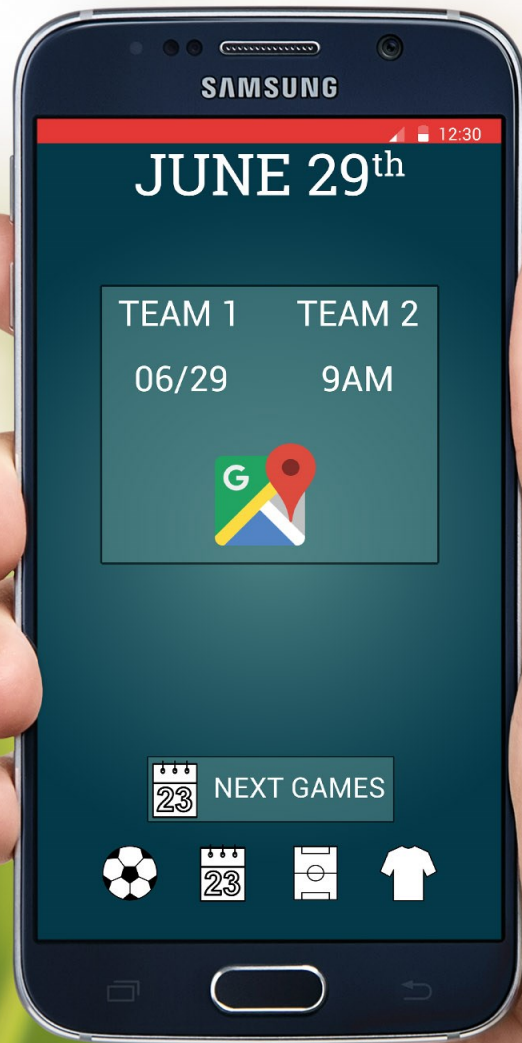 SAMSUNG
12:30
JUNE 29th
TEAM 1 TEAM 2
06/29 9AM
G
23 NEXT GAMES
23